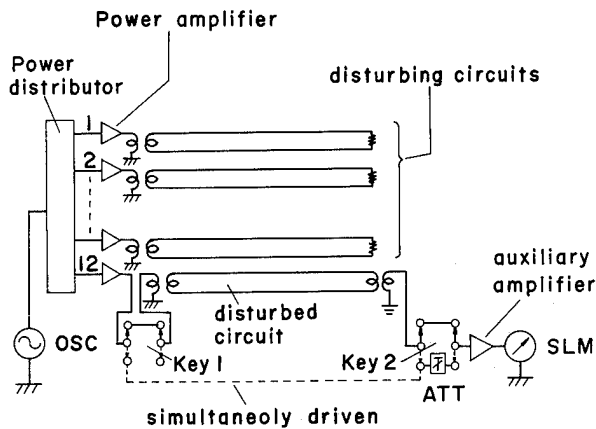 Power amplifier
Power
distributor
disturbing circuits
1
2
12
auxiliary
amplifier
disturbed
circuit
OSC
Key 1
Key 2
SLM
ATT
simultaneoly driven